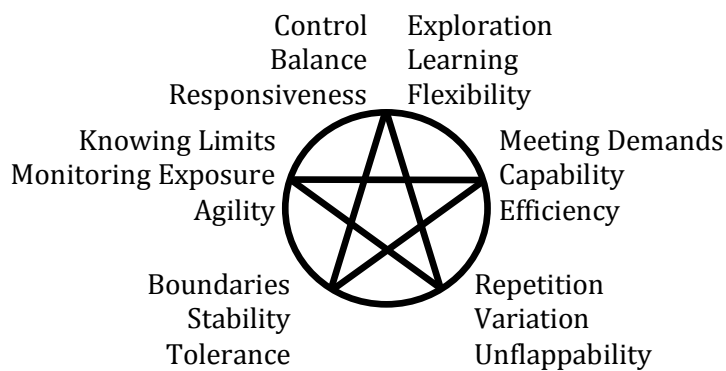 Control Exploration
Balance Learning
Responsiveness Flexibility
Knowing Limits Meeting Demands
Monitoring Exposure Capability
Agility Efficiency
Boundaries Repetition
Stability Variation
Tolerance Unflappability